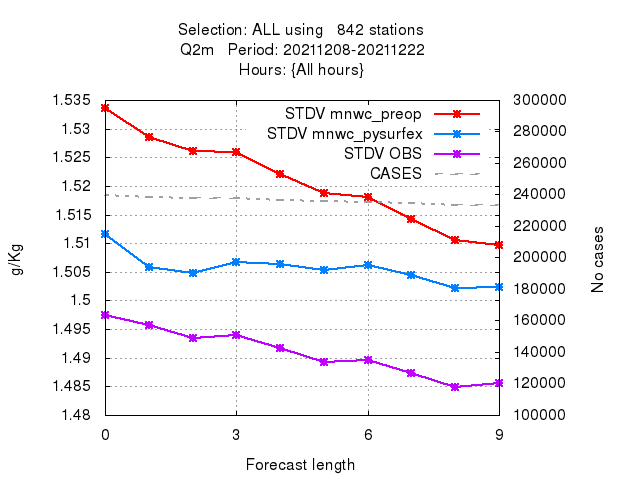 Selection: ALL using   842 stations
Q2m   Period: 20211208-20211222
Hours: {All hours}
STDV mnwc_preop
STDV mnwc_pysurfex
STDV OBS
CASES
1.535
1.53
1.525
1.52
1.515
1.51
1.505
1.5
1.495
1.49
1.485
1.48
g/Kg
300000
280000
260000
240000
220000
200000
180000
160000
140000
120000
100000
No cases
0 3 6 9
Forecast length